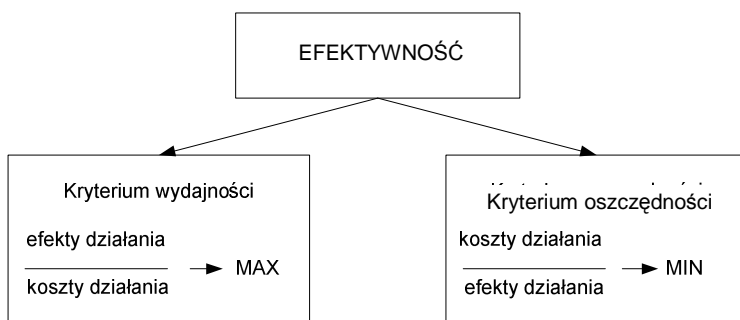 EFEKTYWNOŚĆ
Kryterium wydajności
efekty działania
koszty działania
MAX
Kryterium oszczędności
koszty działania
efekty działania
MIN